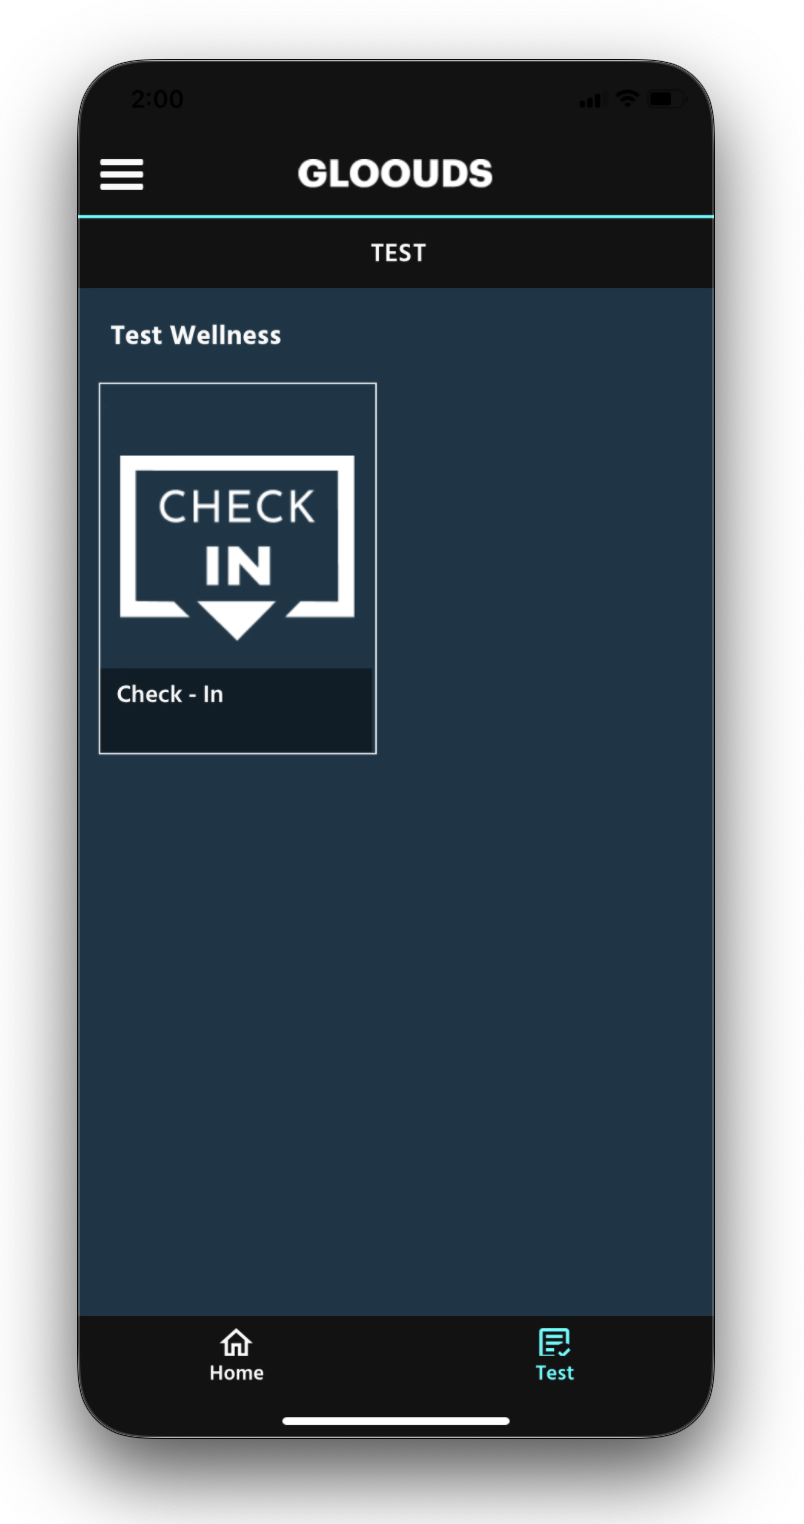 2:00
GLOOUDS
TEST
Test Wellness
CHECK
IN
Check - In
Home
Test